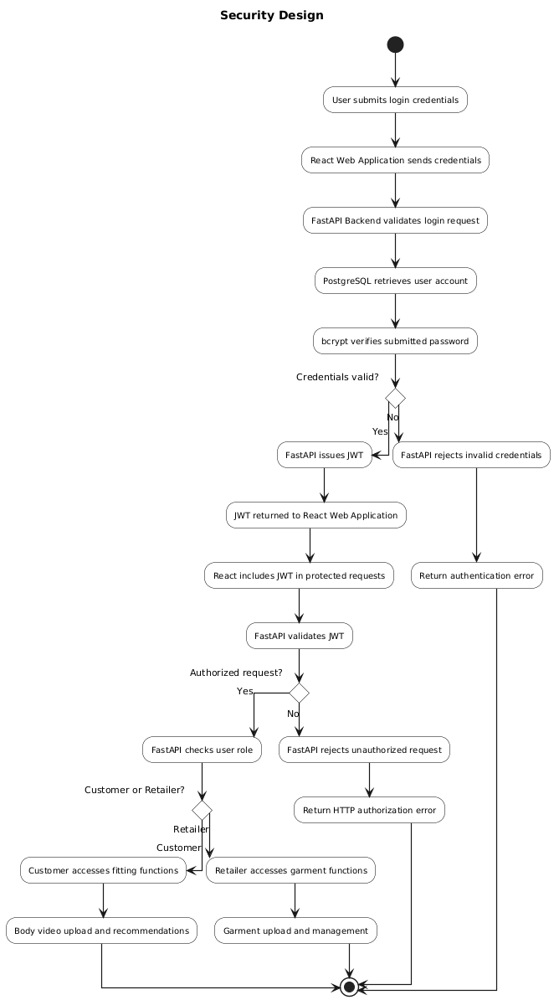 Security Design
User submits login credentials
React Web Application sends credentials
FastAPI Backend validates login request
PostgreSQL retrieves user account
bcrypt verifies submitted password
Credentials valid?
No
Yes
FastAPI issues JWT
FastAPI rejects invalid credentials
JWT returned to React Web Application
React includes JWT in protected requests
Return authentication error
FastAPI validates JWT
Authorized request?
Yes
No
FastAPI checks user role
FastAPI rejects unauthorized request
Customer or Retailer?
Return HTTP authorization error
Retailer
Customer
Customer accesses fitting functions
Retailer accesses garment functions
Body video upload and recommendations
Garment upload and management